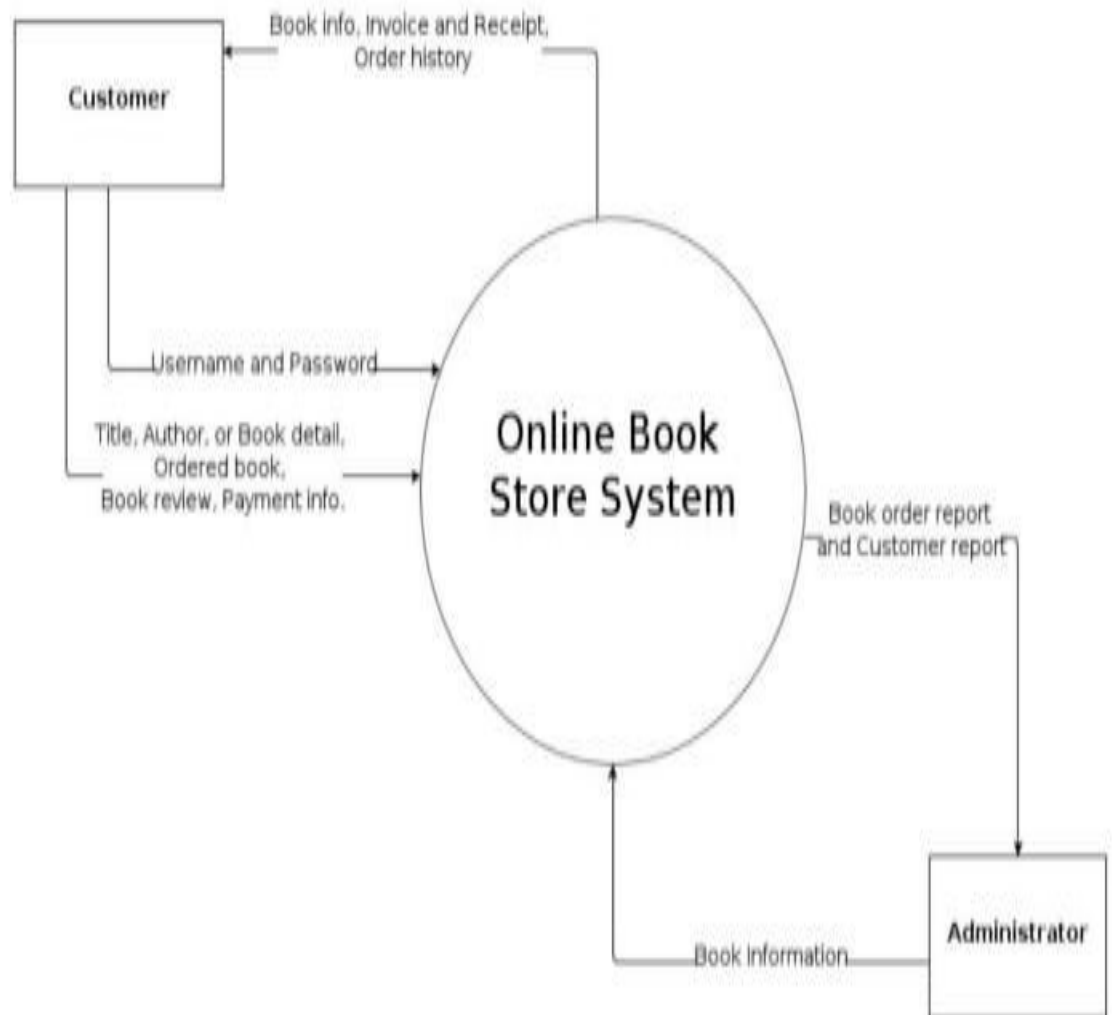 Book info, Invoice and Receipt,
Order history
Customer
Username and Password
Title, Author, or Book detail,
Ordered book,
Book review, Payment info.
Online Book
Store System
Book order report
and Customer report
Administrator
Book Information